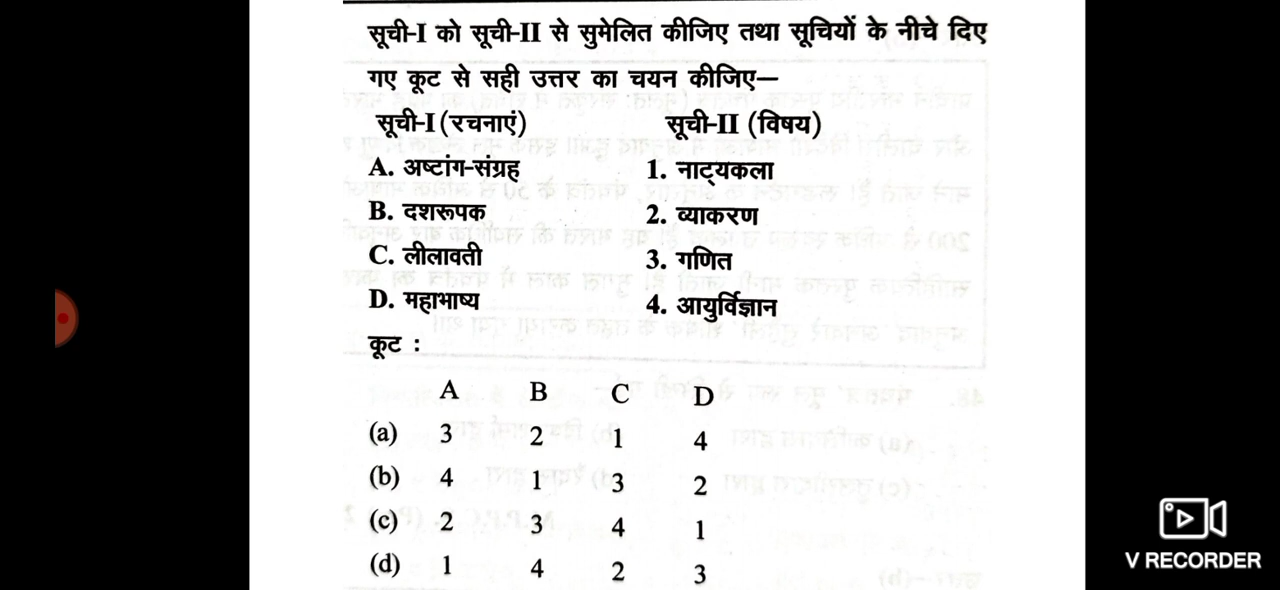 सूची-I को सूची-II से सुमेलित कीजिए तथा सूचियों के नीचे दिए
गए कूट से सही उत्तर का चयन कीजिए—
सूची-I (रचनाएं) सूची-II (विषय)
A. अष्टांग-संग्रह 1. नाट्यकला
B. दशरूपक 2. व्याकरण
C. लीलावती 3. गणित
D. महाभाष्य 4. आयुर्विज्ञान
कूट :
A B C D
(a) 3 2 1 4
(b) 4 1 3 2
(c) 2 3 4 1
(d) 1 4 2 3
V RECORDER